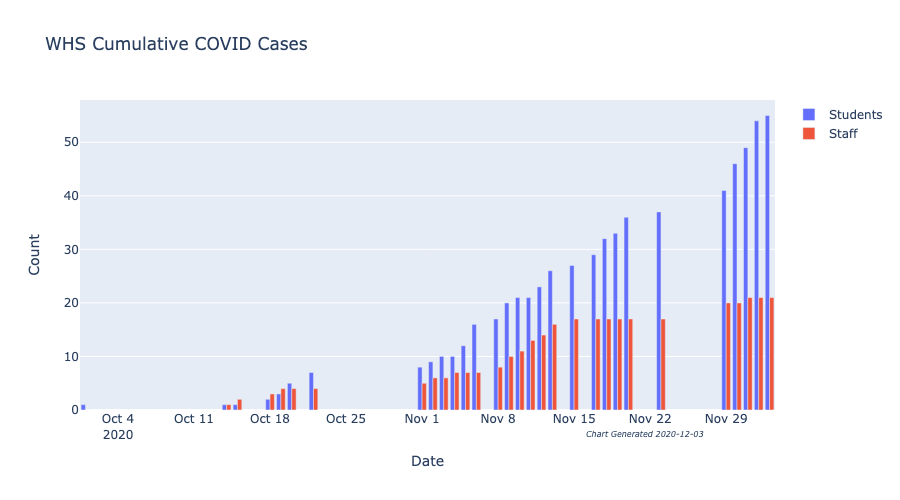 WHS Cumulative COVID Cases
Students
Staff
50
40
30
20
10
0
Count
Oct 4 Oct 11 Oct 18 Oct 25 Nov 1 Nov 8 Nov 15 Nov 22 Nov 29
2020
Chart Generated 2020-12-03
Date